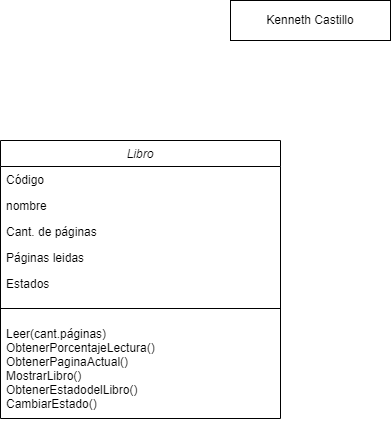 Kenneth Castillo
Libro
Código
nombre
Cant. de páginas
Páginas leidas
Estados
Leer(cant.páginas)
ObtenerPorcentajeLectura()
ObtenerPaginaActual()
MostrarLibro()
ObtenerEstadodelLibro()
CambiarEstado()